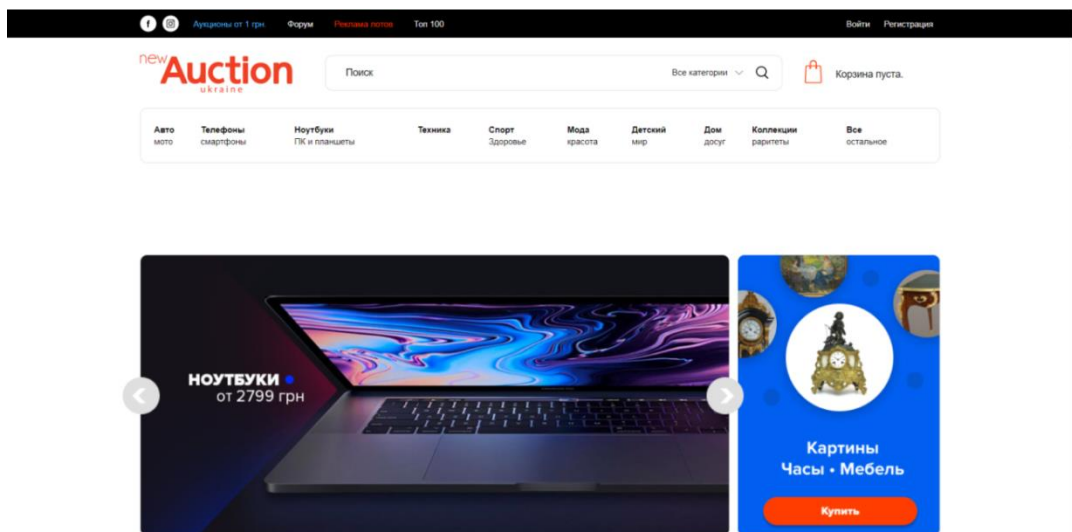 Аукционы от 1 грн. Форум Реклама лотов Топ 100 Войти Регистрация
new
Auction
ukraine
Поиск Все категории Корзина пуста.
Авто Телефоны Ноутбуки Техника Спорт Мода Детский Дом Коллекции Все
мото смартфоны ПК и планшеты Здоровье красота мир досуг раритеты остальное
НОУТБУКИ
от 2799 грн
Картины
Часы • Мебель
Купить